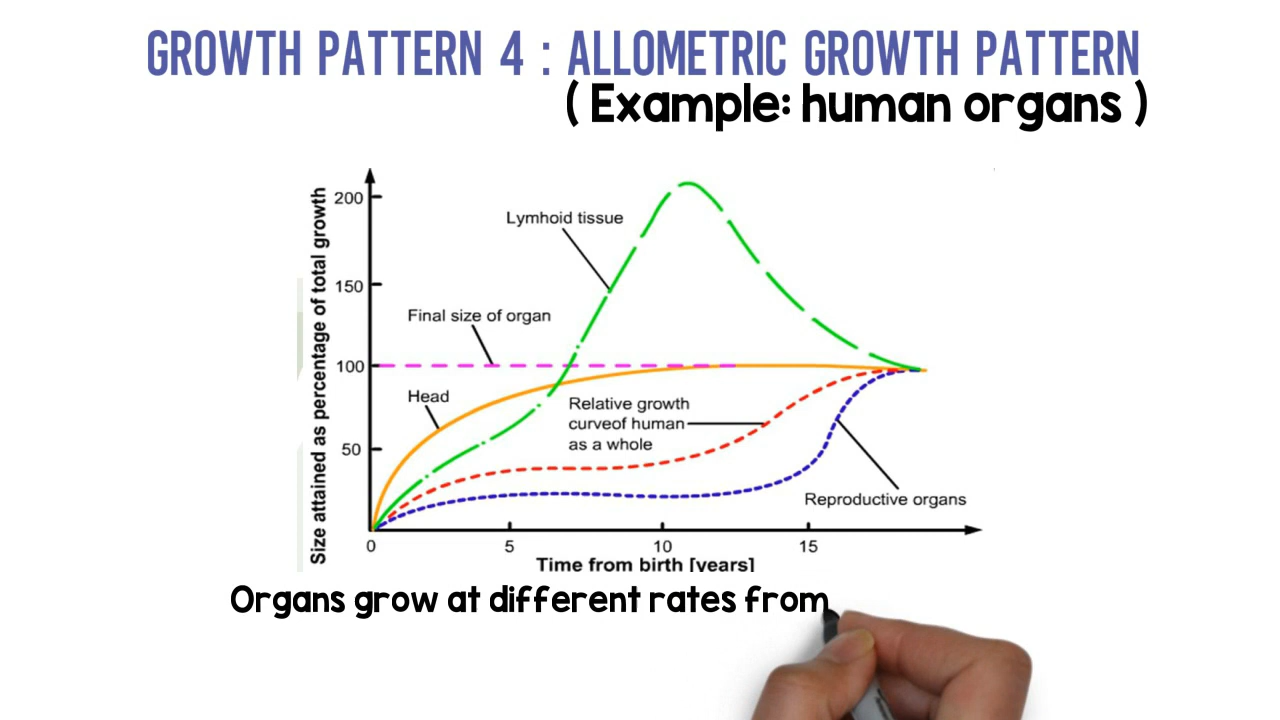 GROWTH PATTERN 4 : ALLOMETRIC GROWTH PATTERN
( Example: human organs )
Size attained as percentage of total growth
200
150
100
50
Lymhoid tissue
Final size of organ
Head
Relative growth
curveof human
as a whole
Reproductive organs
0 5 10 15
Time from birth [years]
Organs grow at different rates from